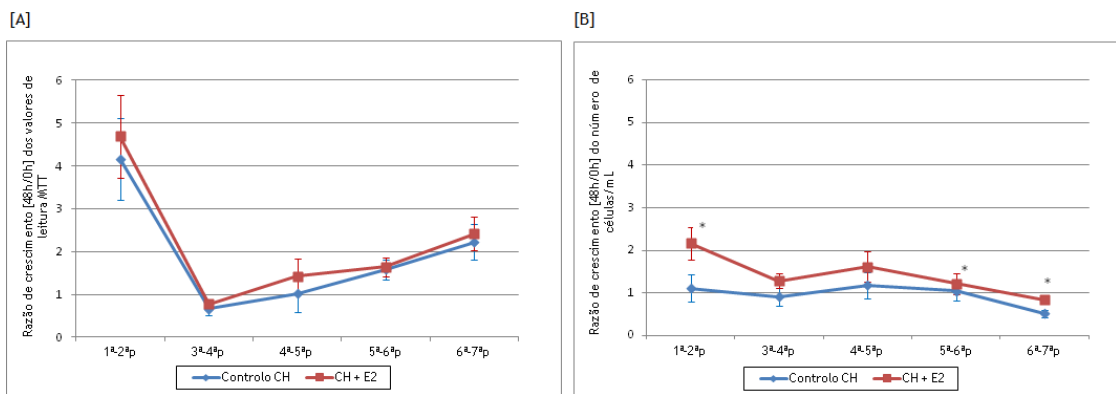 [A]
Razão de crescimento [48h/0h] dos valores de
leitura MTT
6
5
4
3
2
1
0
1ª-2ªp
3ª-4ªp
4ª-5ªp
5ª-6ªp
6ª-7ªp
Controlo CH
CH + E2
[B]
Razão de crescimento [48h/0h] do número de
células/mL
6
5
4
3
2
1
0
*
*
*
1ª-2ªp
3ª-4ªp
4ª-5ªp
5ª-6ªp
6ª-7ªp
Controlo CH
CH + E2